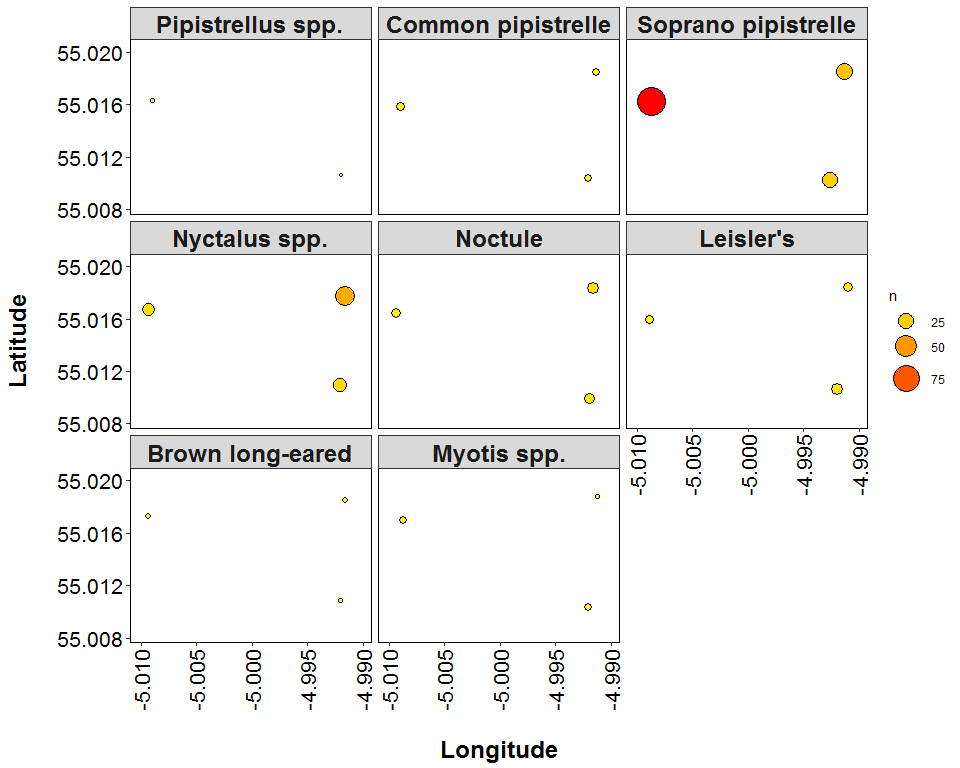 Pipistrellus spp. Common pipistrelle Soprano pipistrelle
55.020
55.016
55.012
55.008
Nyctalus spp. Noctule Leisler's
55.020
55.016
55.012
55.008
n
25
50
75
Brown long-eared Myotis spp.
-5.010 -5.005 -5.000 -4.995 -4.990
55.020
55.016
55.012
55.008
-5.010 -5.005 -5.000 -4.995 -4.990 -5.010 -5.005 -5.000 -4.995 -4.990
Latitude
Longitude